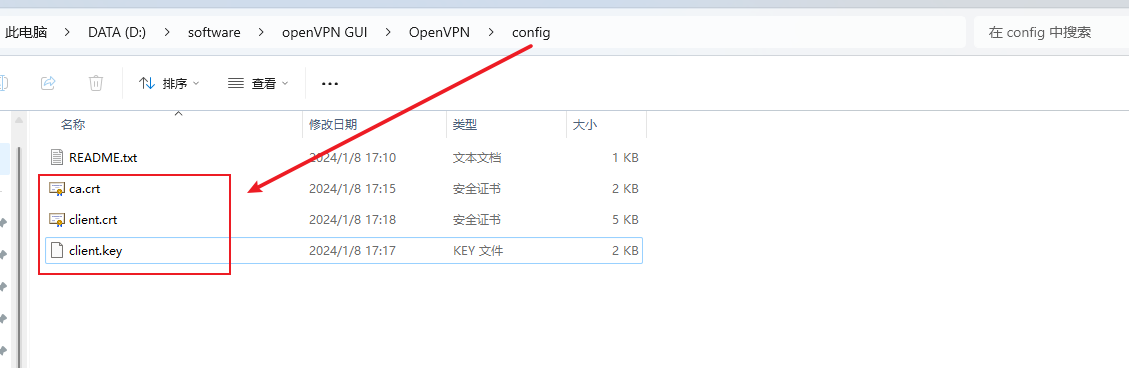 此电脑 > DATA (D:) > software > openVPN GUI > OpenVPN > config
在 config 中搜索
排序 查看 ...
名称 修改日期 类型 大小
README.txt 2024/1/8 17:10 文本文档 1 KB
ca.crt 2024/1/8 17:15 安全证书 2 KB
client.crt 2024/1/8 17:18 安全证书 5 KB
client.key 2024/1/8 17:17 KEY 文件 2 KB